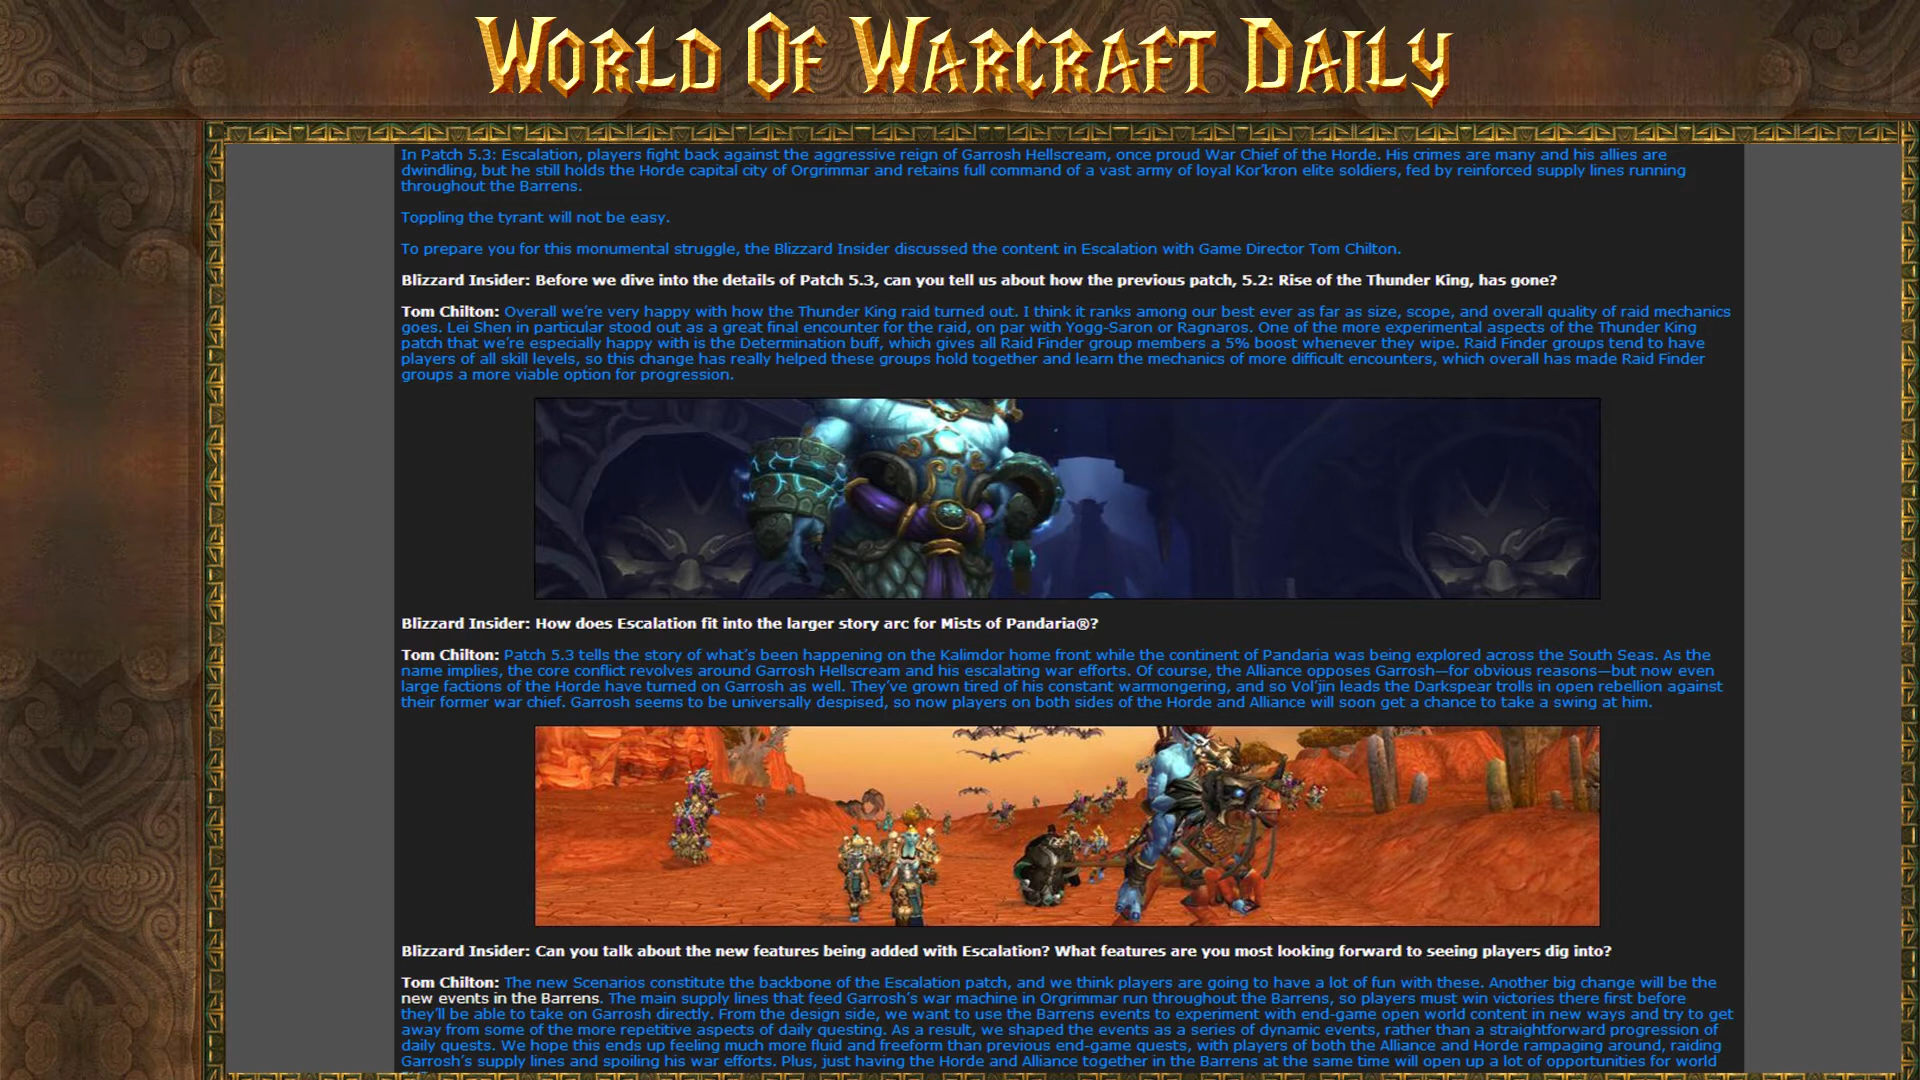 World Of Warcraft Daily
In Patch 5.3: Escalation, players fight back against the aggressive reign of Garrosh Hellscream, once proud War Chief of the Horde. His crimes are many and his allies are
dwindling, but he still holds the Horde capital city of Orgrimmar and retains full command of a vast army of loyal Kor’kron elite soldiers, fed by reinforced supply lines running
throughout the Barrens.
Toppling the tyrant will not be easy.
To prepare you for this monumental struggle, the Blizzard Insider discussed the content in Escalation with Game Director Tom Chilton.
Blizzard Insider: Before we dive into the details of Patch 5.3, can you tell us about how the previous patch, 5.2: Rise of the Thunder King, has gone?
Tom Chilton: Overall we’re very happy with how the Thunder King raid turned out. I think it ranks among our best ever as far as size, scope, and overall quality of raid mechanics
goes. Lei Shen in particular stood out as a great final encounter for the raid, on par with Yogg-Saron or Ragnaros. One of the more experimental aspects of the Thunder King
patch that we’re especially happy with is the Determination buff, which gives all Raid Finder group members a 5% boost whenever they wipe. Raid Finder groups tend to have
players of all skill levels, so this change has really helped these groups hold together and learn the mechanics of more difficult encounters, which overall has made Raid Finder
groups a more viable option for progression.
Blizzard Insider: How does Escalation fit into the larger story arc for Mists of Pandaria®?
Tom Chilton: Patch 5.3 tells the story of what’s been happening on the Kalimdor home front while the continent of Pandaria was being explored across the South Seas. As the
name implies, the core conflict revolves around Garrosh Hellscream and his escalating war efforts. Of course, the Alliance opposes Garrosh—for obvious reasons—but now even
large factions of the Horde have turned on Garrosh as well. They’ve grown tired of his constant warmongering, and so Vol’jin leads the Darkspear trolls in open rebellion against
their former war chief. Garrosh seems to be universally despised, so now players on both sides of the Horde and Alliance will soon get a chance to take a swing at him.
Blizzard Insider: Can you talk about the new features being added with Escalation? What features are you most looking forward to seeing players dig into?
Tom Chilton: The new Scenarios constitute the backbone of the Escalation patch, and we think players are going to have a lot of fun with these. Another big change will be the
new events in the Barrens. The main supply lines that feed Garrosh’s war machine in Orgrimmar run throughout the Barrens, so players must win victories there first before
they’ll be able to take on Garrosh directly. From the design side, we want to use the Barrens events to experiment with end-game open world content in new ways and try to get
away from some of the more repetitive aspects of daily questing. As a result, we shaped the events as a series of dynamic events, rather than a straightforward progression of
daily quests. We hope this ends up feeling much more fluid and freeform than previous end-game quests, with players of both the Alliance and Horde rampaging around, raiding
Garrosh’s supply lines and spoiling his war efforts. Plus, just having the Horde and Alliance together in the Barrens at the same time will open up a lot of opportunities for world